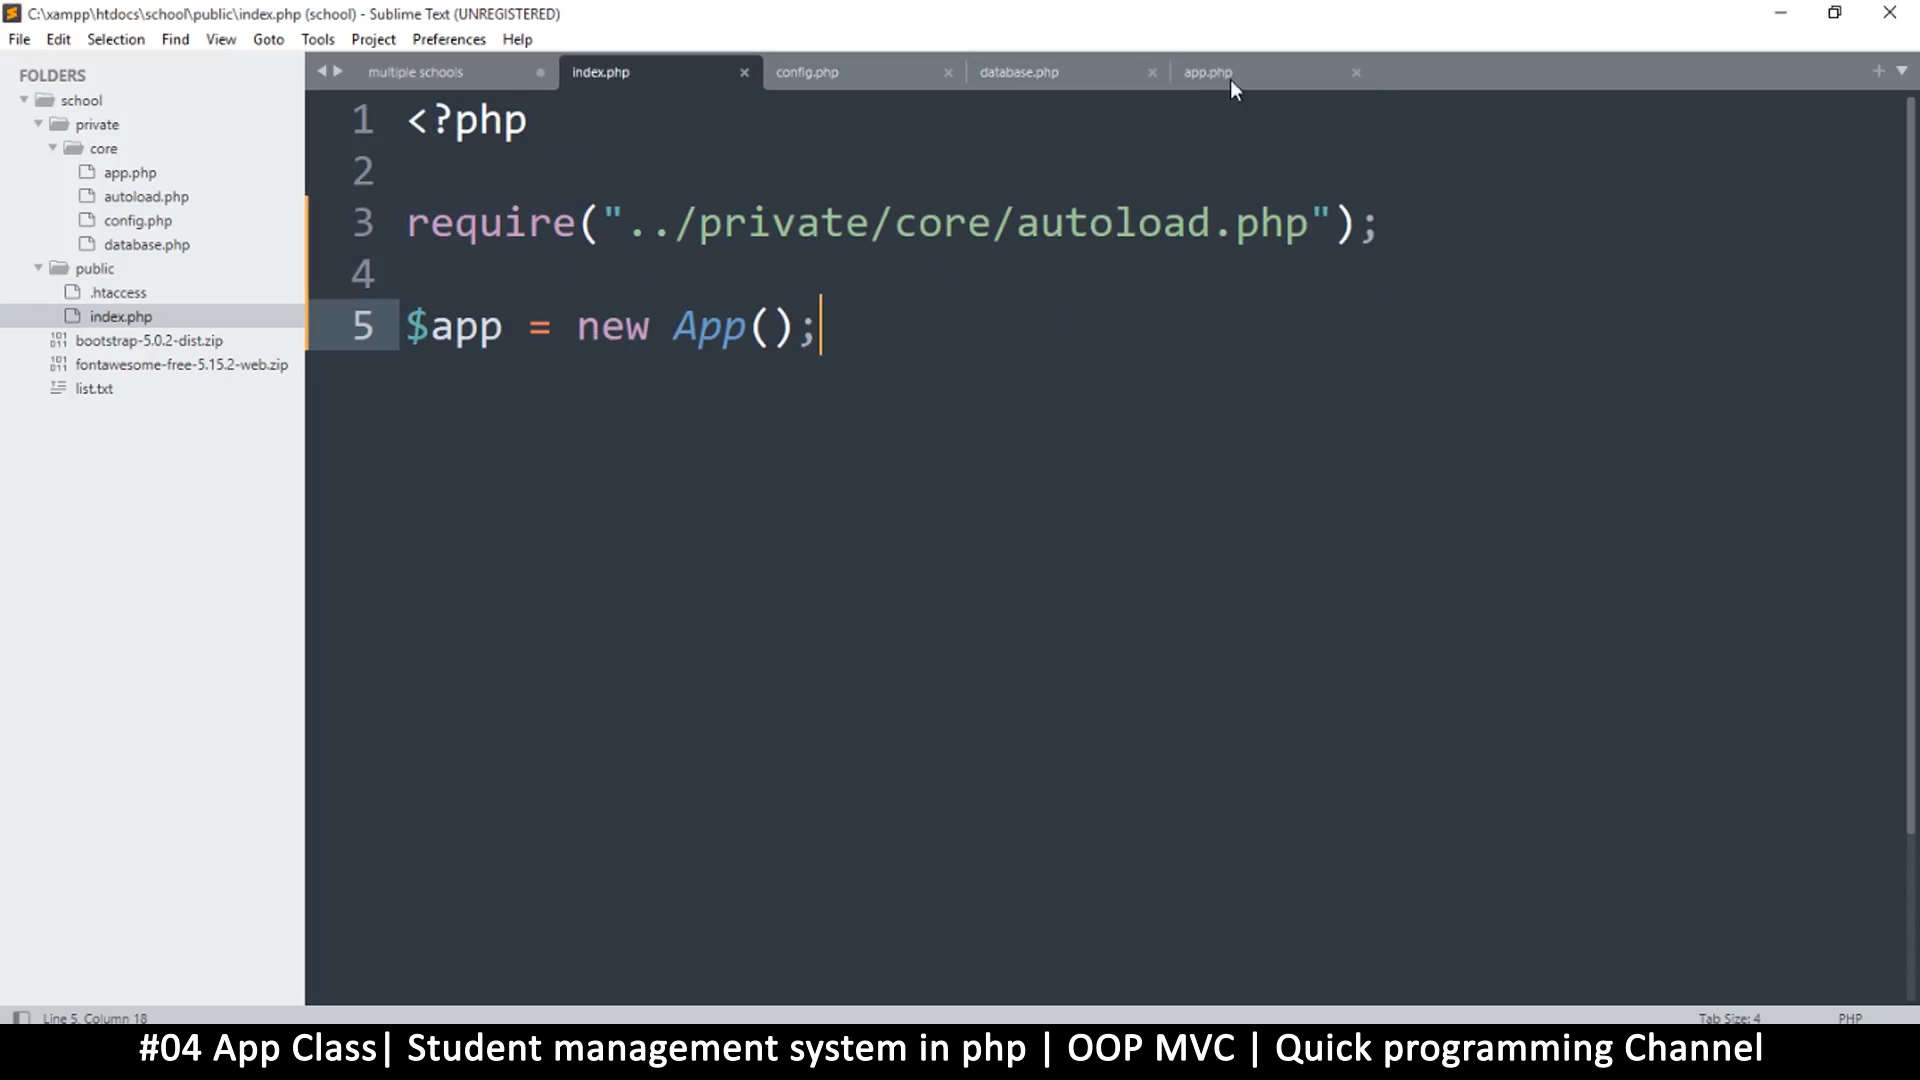 C:\xampp\htdocs\school\public\index.php (school) - Sublime Text (UNREGISTERED)
File Edit Selection Find View Goto Tools Project Preferences Help
FOLDERS
school
private
core
app.php
autoload.php
config.php
database.php
public
.htaccess
index.php
bootstrap-5.0.2-dist.zip
fontawesome-free-5.15.2-web.zip
list.txt
multiple schools index.php config.php database.php app.php
1 <?php
2
3 require("../private/core/autoload.php");
4
5 $app = new App();
Line 5, Column 18 Tab Size: 4 PHP
#04 App Class| Student management system in php | OOP MVC | Quick programming Channel